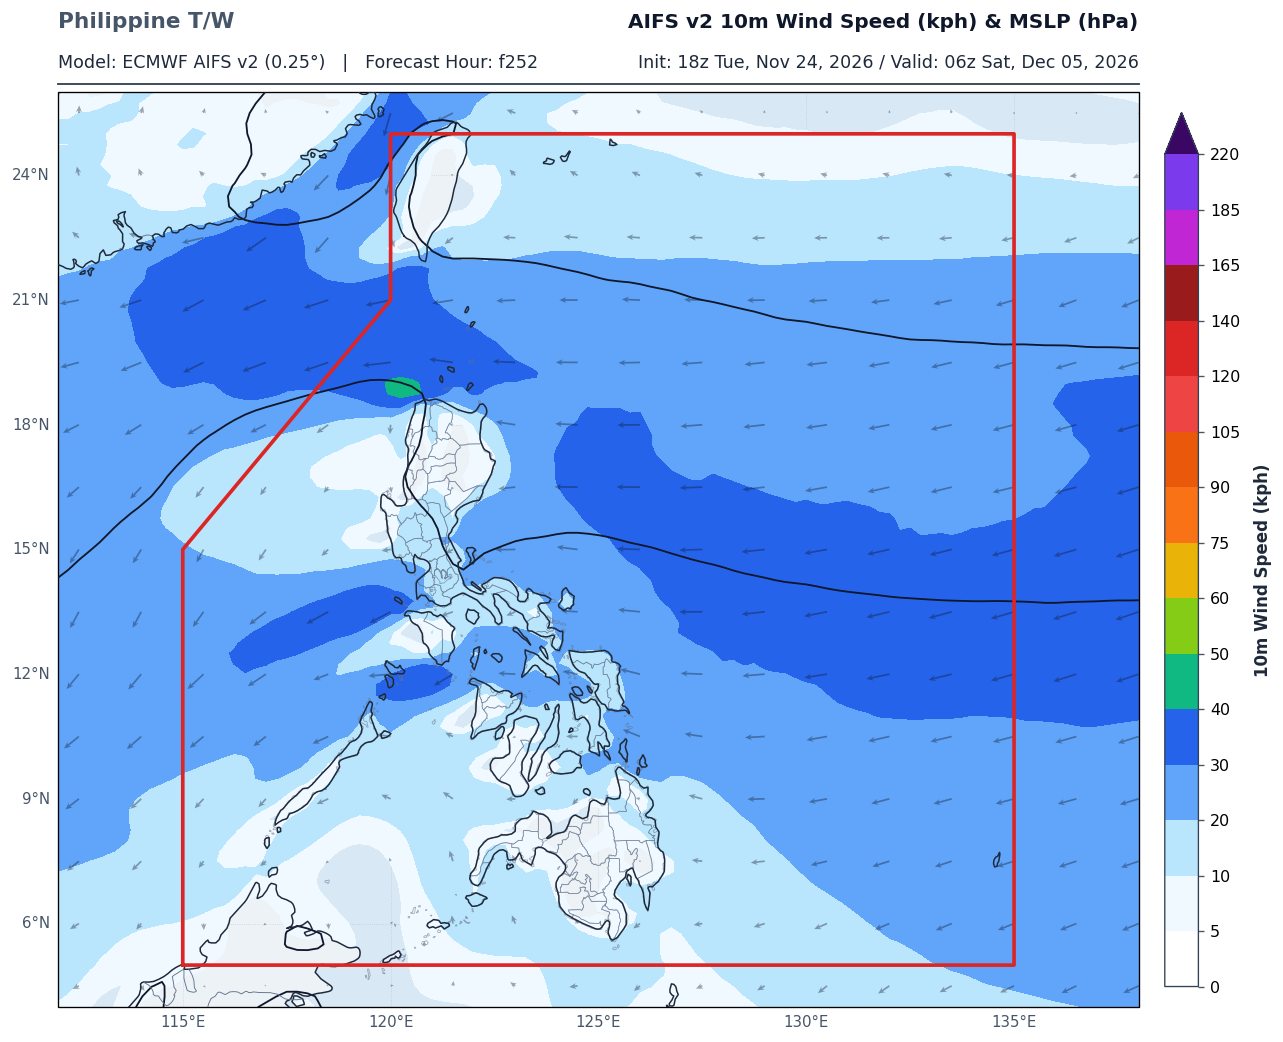 Philippine T/W
AIFS v2 10m Wind Speed (kph) & MSLP (hPa)
Model: ECMWF AIFS v2 (0.25°)   |   Forecast Hour: f252
Init: 18z Tue, Nov 24, 2026 / Valid: 06z Sat, Dec 05, 2026
24°N
21°N
18°N
15°N
12°N
9°N
6°N
115°E
120°E
125°E
130°E
135°E
220
185
165
140
120
105
90
75
60
50
40
30
20
10
5
0
10m Wind Speed (kph)